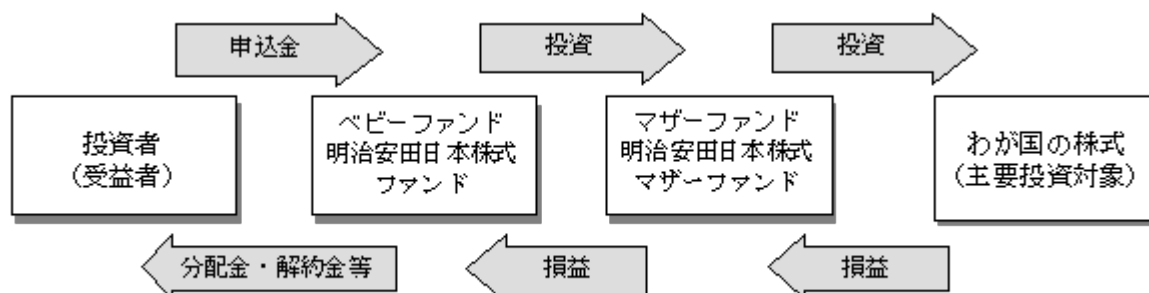 申込金
投資
投資
投資者
(受益者)
ベビーファンド
明治安田日本株式
ファンド
マザーファンド
明治安田日本株式
マザーファンド
わが国の株式
(主要投資対象)
分配金・解約金等
損益
損益